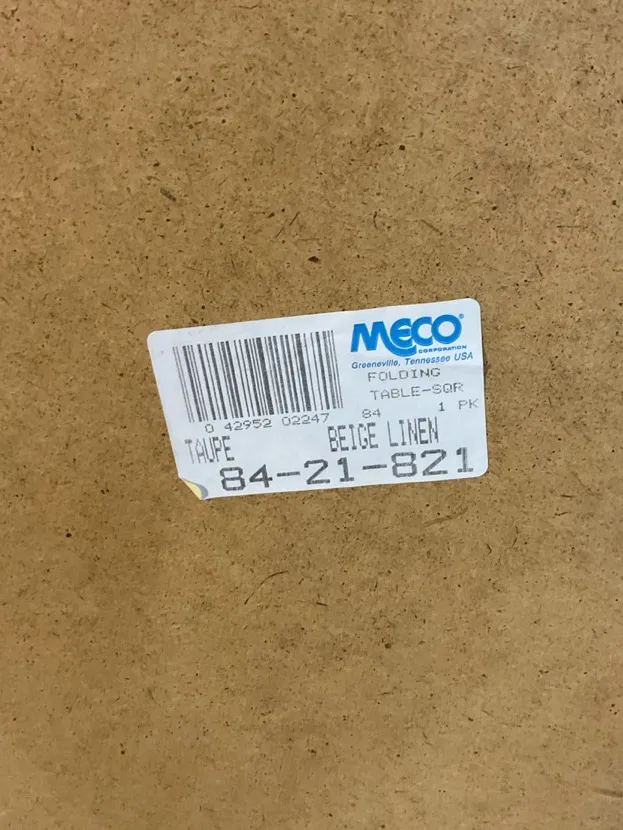 MECO®
CORPORATION
Greeneville, Tennessee USA
FOLDING
TABLE-SQR
84 1 PK
0 42952 02247
TAUPE BEIGE LINEN
84-21-821